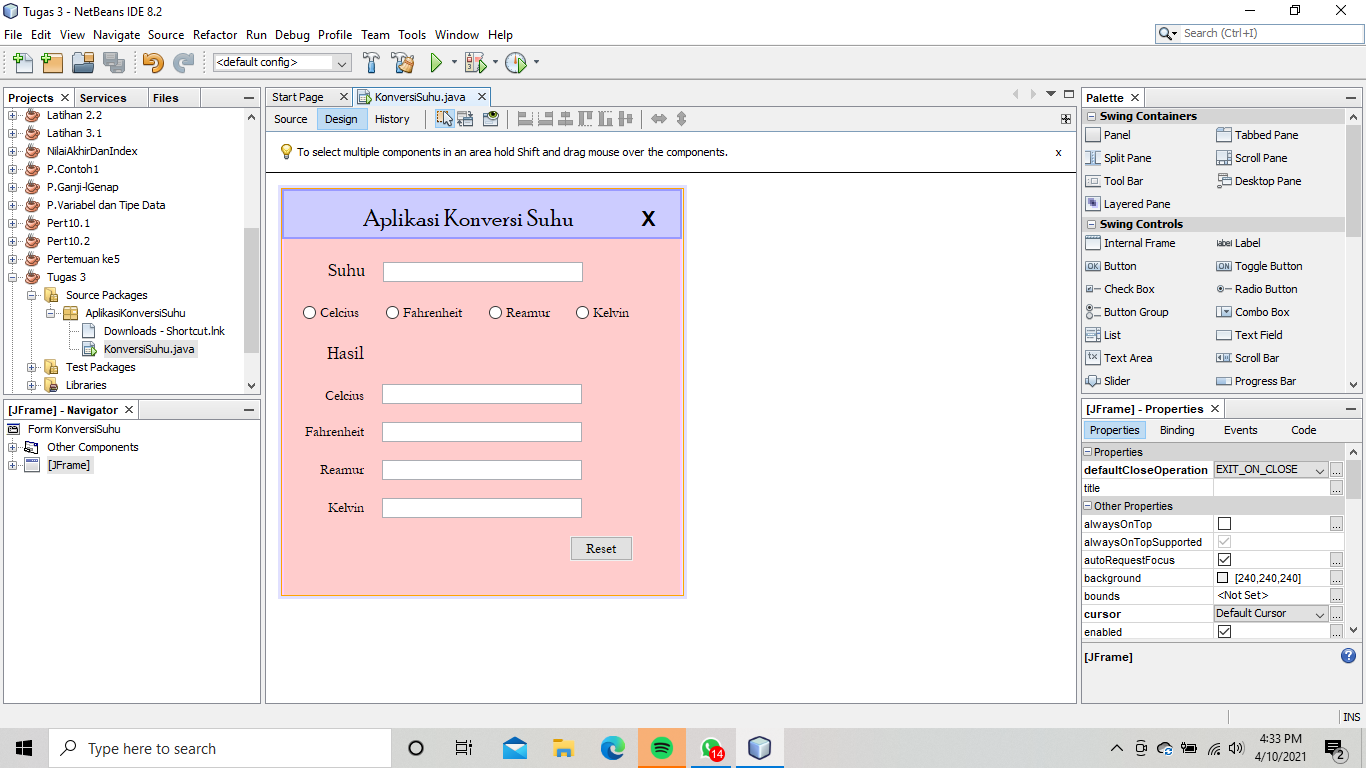 Tugas 3 - NetBeans IDE 8.2
File Edit View Navigate Source Refactor Run Debug Profile Team Tools Window Help
Search (Ctrl+I)
<default config>
Projects Services Files
Latihan 2.2
Latihan 3.1
NilaiAkhirDanIndex
P.Contoh1
P.Ganji-lGenap
P.Variabel dan Tipe Data
Pert10.1
Pert10.2
Pertemuan ke5
Tugas 3
Source Packages
AplikasiKonversiSuhu
Downloads - Shortcut.lnk
KonversiSuhu.java
Test Packages
Libraries
[JFrame] - Navigator
Form KonversiSuhu
Other Components
[JFrame]
Start Page KonversiSuhu.java
Source Design History
To select multiple components in an area hold Shift and drag mouse over the components. x
Aplikasi Konversi Suhu X
Suhu
Celcius Fahrenheit Reamur Kelvin
Hasil
Celcius
Fahrenheit
Reamur
Kelvin
Reset
Palette
Swing Containers
Panel Tabbed Pane
Split Pane Scroll Pane
Tool Bar Desktop Pane
Layered Pane
Swing Controls
Internal Frame label Label
OK Button ON Toggle Button
Check Box Radio Button
Button Group Combo Box
List Text Field
Text Area Scroll Bar
Slider Progress Bar
[JFrame] - Properties
Properties Binding Events Code
Properties
defaultCloseOperation EXIT_ON_CLOSE ...
title ...
Other Properties
alwaysOnTop ...
alwaysOnTopSupported
autoRequestFocus ...
background [240,240,240] ...
bounds <Not Set> ...
cursor Default Cursor ...
enabled ...
[JFrame]
INS
Type here to search
14
4:33 PM
4/10/2021
2